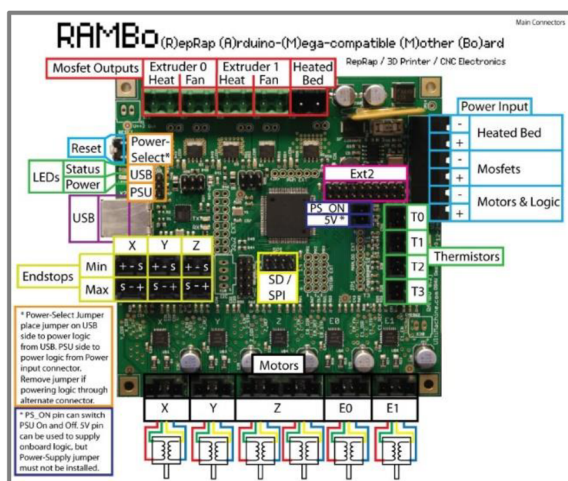 Main Connectors
RAMBo (R)epRap (A)rduino-(M)ega-compatible (M)other (Bo)ard
RepRap / 3D Printer / CNC Electronics
Mosfet Outputs
Extruder 0
Heat Fan
Extruder 1
Heat Fan
Heated
Bed
Power Input
- Heated Bed
+
- Mosfets
+
- Motors & Logic
+
Reset
Power-
Select*
USB
PSU
LEDs
Status
Power
USB
Ext2
PS_ON
5V *
T0
T1
T2
T3
Thermistors
X Y Z
Endstops
Min + - S + - S + - S
Max S - + S - + S - +
SD /
SPI
* Power-Select Jumper
place jumper on USB
side to power logic
from USB. PSU side to
power logic from Power
input connector.
Remove jumper if
powering logic through
alternate connector.
* PS_ON pin can switch
PSU On and Off. 5V pin
can be used to supply
onboard logic, but
Power-Supply jumper
must not be installed.
Y Z E0 E1
Motors
X Y Z E0 E1